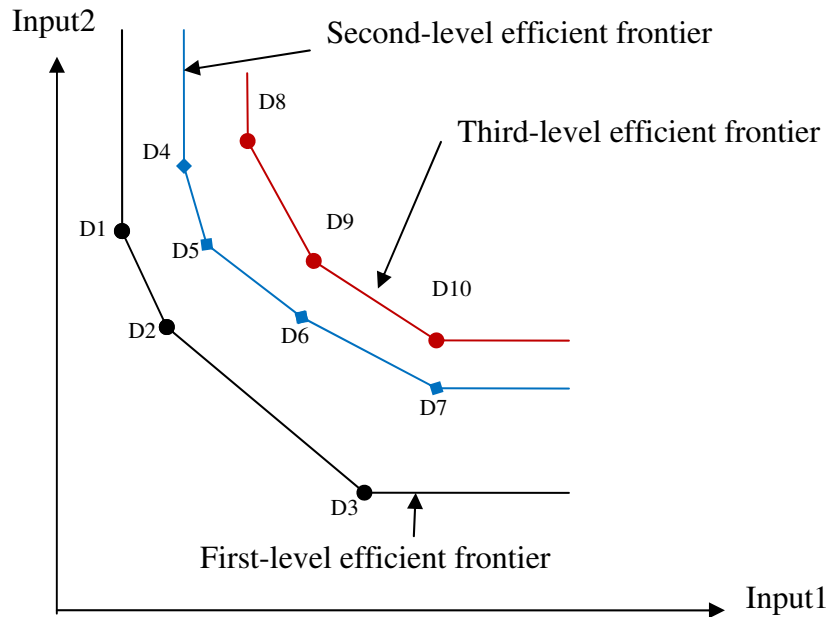 Input2
Second-level efficient frontier
D8
Third-level efficient frontier
D4
D1
D9
D5
D10
D2
D6
D7
D3
First-level efficient frontier
Input1